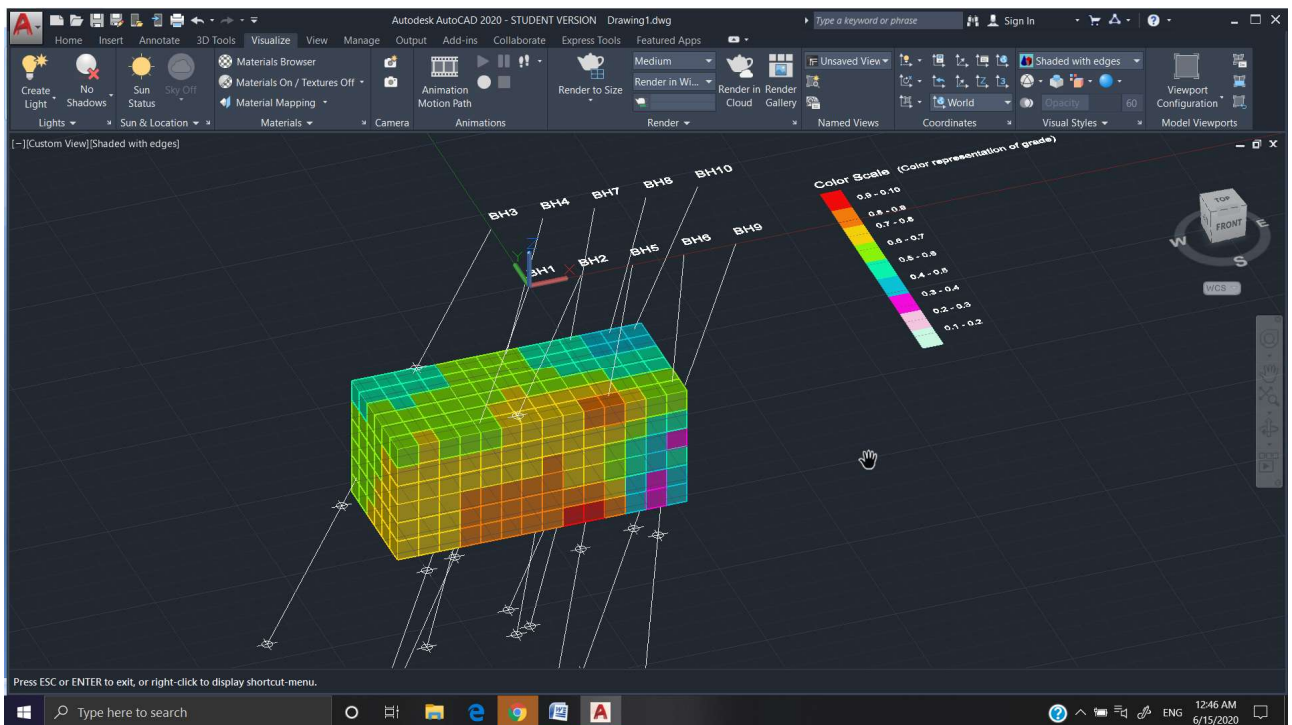 Autodesk AutoCAD 2020 - STUDENT VERSION Drawing1.dwg
Type a keyword or phrase
Sign In
Home Insert Annotate 3D Tools Visualize View Manage Output Add-ins Collaborate Express Tools Featured Apps
Create Light
No Shadows
Sun Status
Sky Off
Materials Browser
Materials On / Textures Off
Material Mapping
Animation Motion Path
Render to Size
Medium
Render in Wi...
Render in Cloud
Render Gallery
Unsaved View
World
Shaded with edges
Opacity 60
Viewport Configuration
Lights
Sun & Location
Materials
Camera
Animations
Render
Named Views
Coordinates
Visual Styles
Model Viewports
[−][Custom View][Shaded with edges]
BH3 BH4 BH7 BH8 BH10
BH1 BH2 BH5 BH6 BH9
X
Y
Z
Color Scale (Color representation of grade)
0.9 - 0.10
0.8 - 0.9
0.7 - 0.8
0.6 - 0.7
0.5 - 0.6
0.4 - 0.5
0.3 - 0.4
0.2 - 0.3
0.1 - 0.2
TOP
FRONT
W
S
E
WCS
Press ESC or ENTER to exit, or right-click to display shortcut-menu.
Type here to search
ENG
12:46 AM
6/15/2020